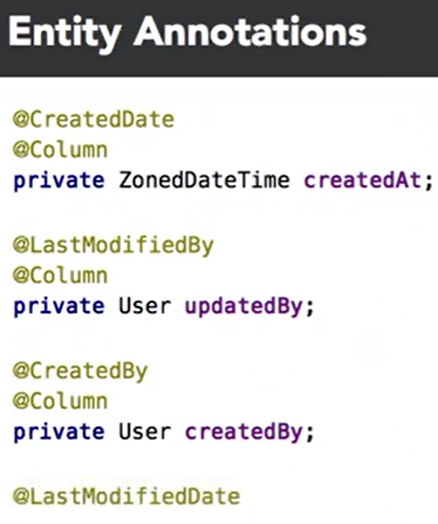 Entity Annotations
@CreatedDate
@Column
private ZonedDateTime createdAt;
@LastModifiedBy
@Column
private User updatedBy;
@CreatedBy
@Column
private User createdBy;
@LastModifiedDate